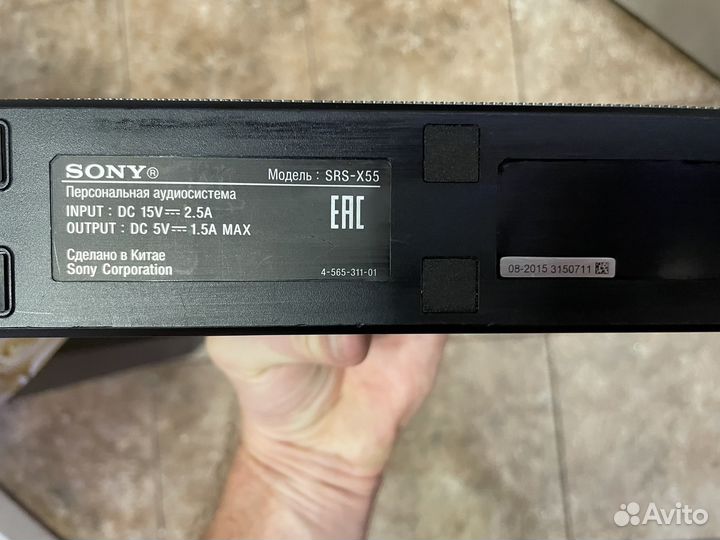 SONY®
Модель : SRS-X55
Персональная аудиосистема
INPUT : DC 15V⎓ 2.5A
OUTPUT : DC 5V⎓ 1.5A MAX
EAC
Сделано в Китае
Sony Corporation
4-565-311-01
08-2015 3150711
Avito